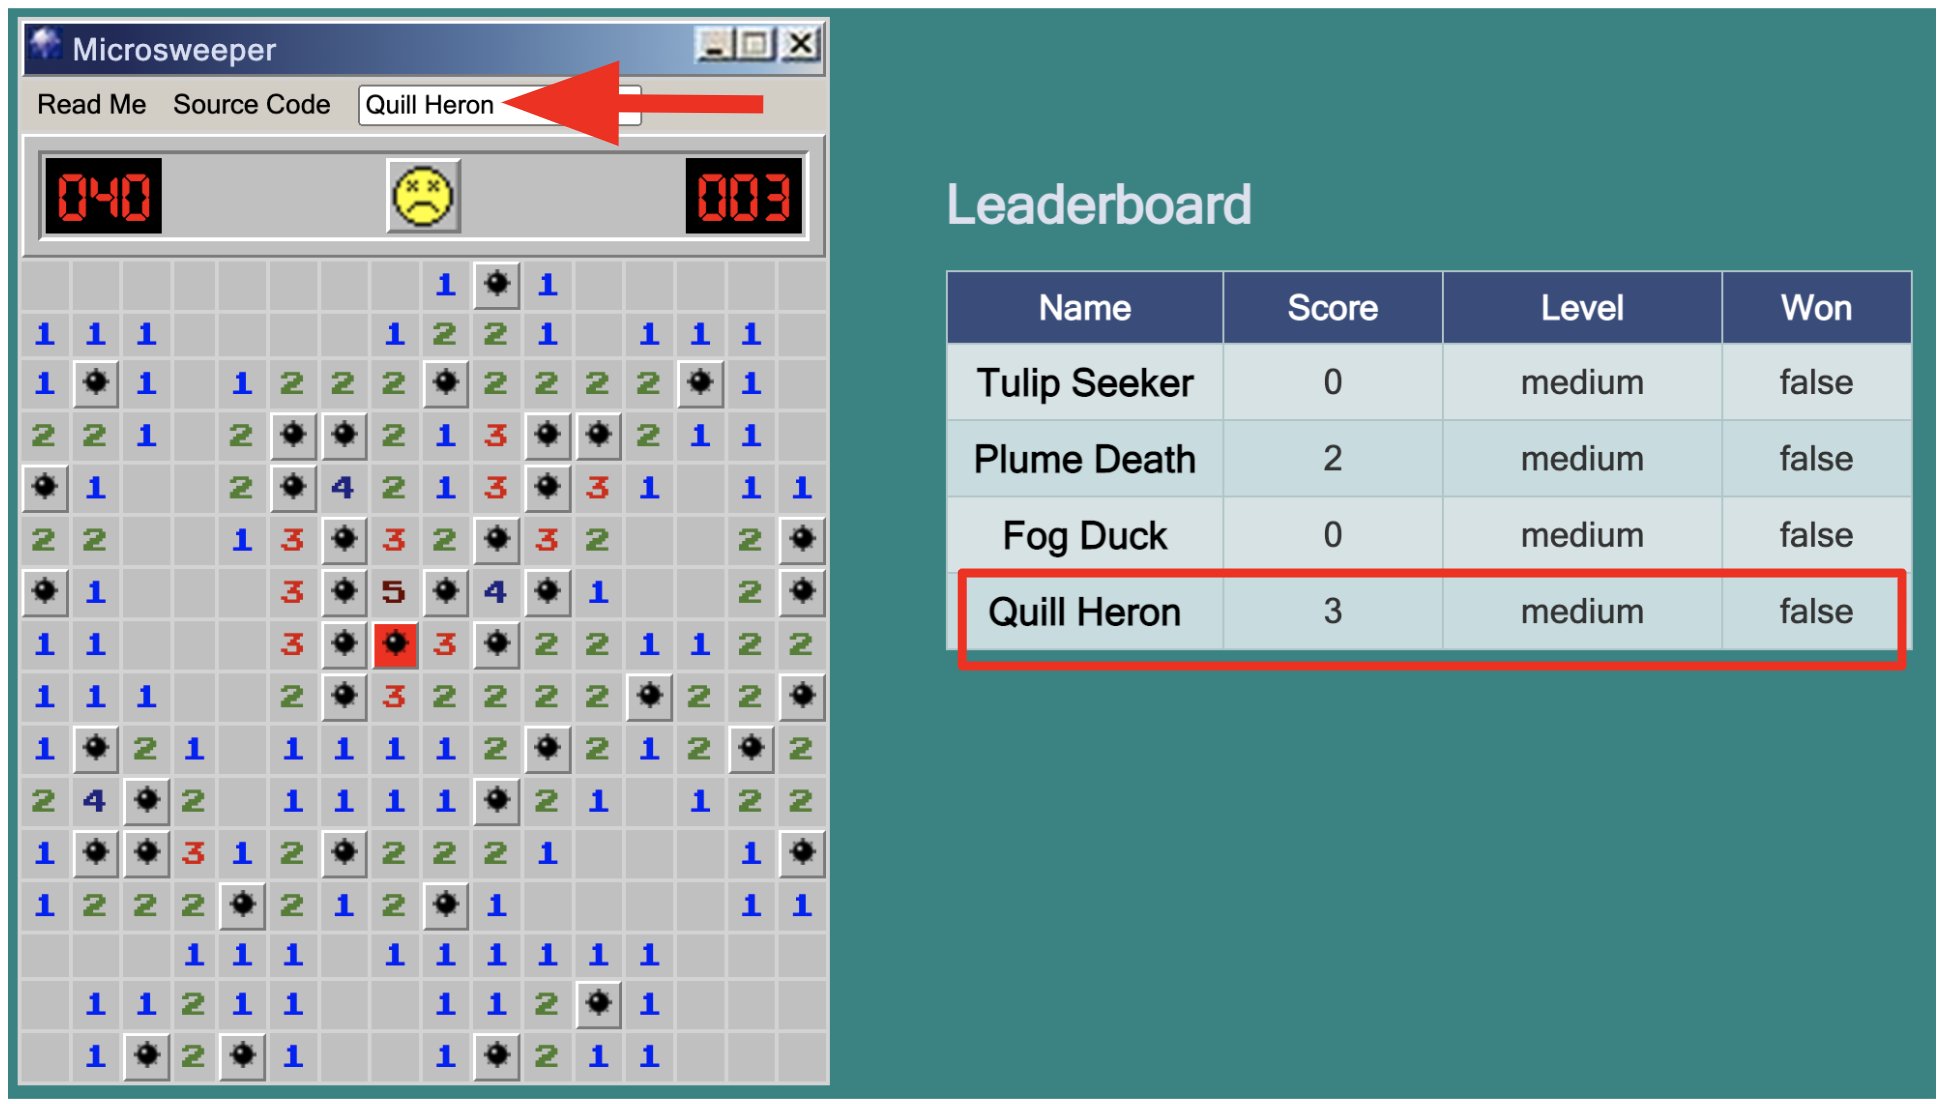 Microsweeper
Read Me Source Code Quill Heron
040 003
1 1
1 1 1 1 2 2 1 1 1 1
1 1 1 2 2 2 2 2 2 2 1
2 2 1 2 2 1 3 2 1 1
1 2 4 2 1 3 3 1 1 1
2 2 1 3 3 2 3 2 2
1 3 5 4 1 2
1 1 3 3 2 2 1 1 2 2
1 1 1 2 3 2 2 2 2 2 2
1 2 1 1 1 1 1 2 2 1 2 2
2 4 2 1 1 1 1 2 1 1 2 2
1 3 1 2 2 2 2 1 1
1 2 2 2 2 1 2 1 1 1
1 1 1 1 1 1 1 1 1
1 1 2 1 1 1 1 2 1
1 2 1 1 2 1 1
Leaderboard
Name Score Level Won
Tulip Seeker 0 medium false
Plume Death 2 medium false
Fog Duck 0 medium false
Quill Heron 3 medium false